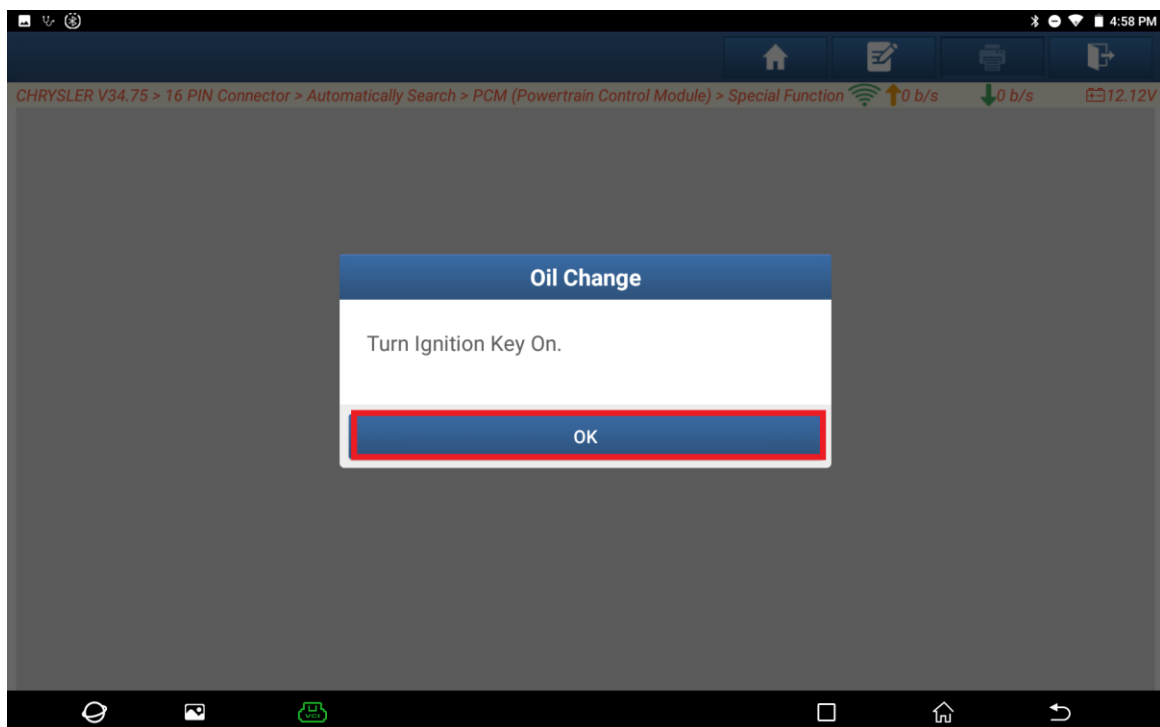 4:58 PM
CHRYSLER V34.75 > 16 PIN Connector > Automatically Search > PCM (Powertrain Control Module) > Special Function 0 b/s 0 b/s 12.12V
Oil Change
Turn Ignition Key On.
OK
VCI